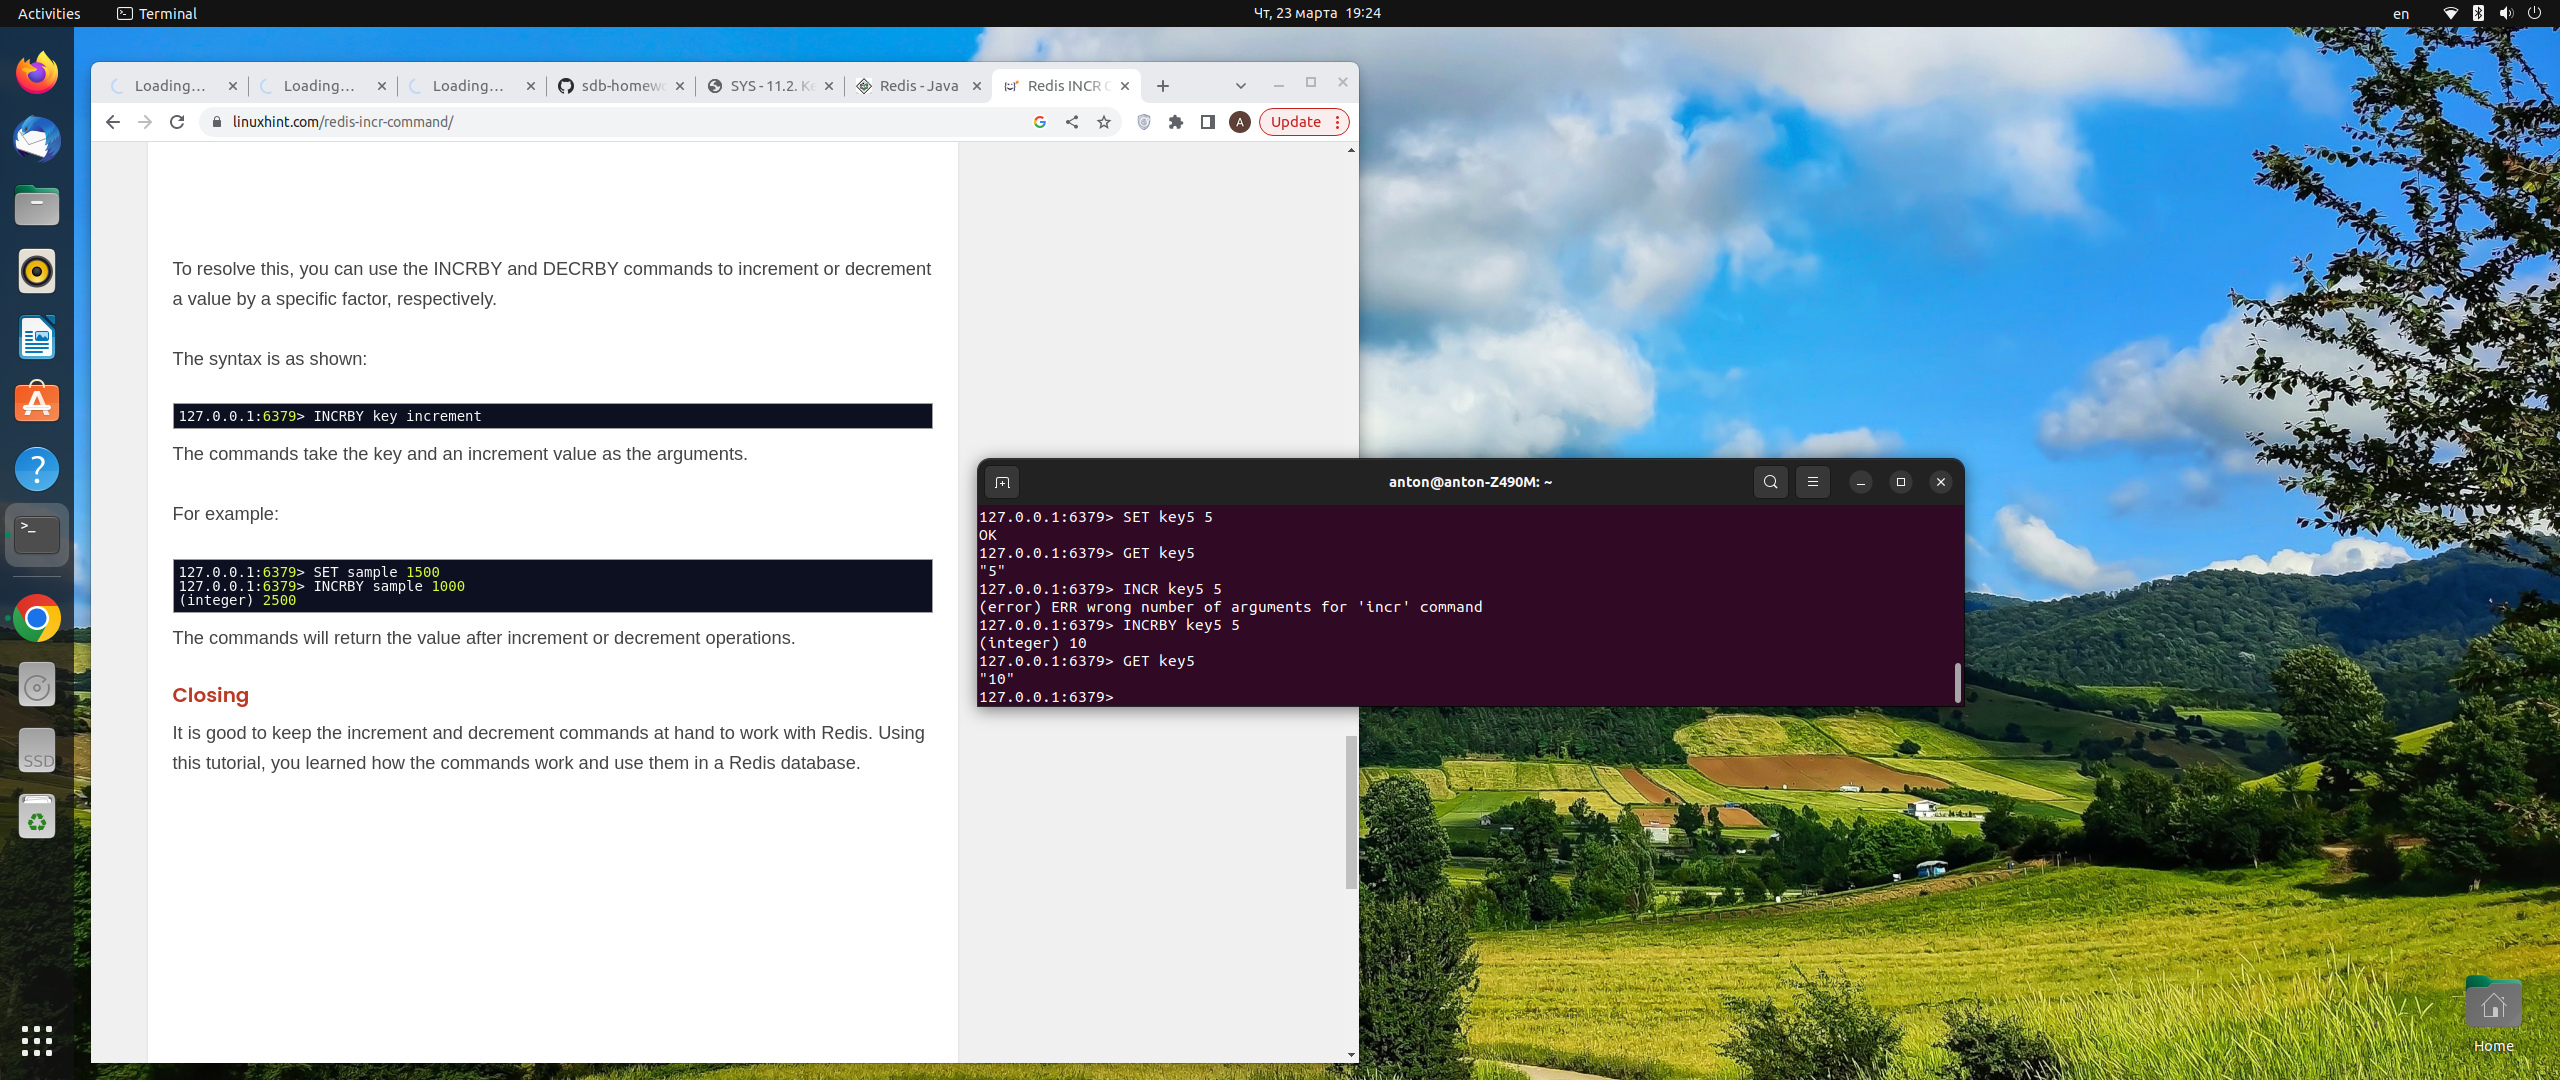 Activities
Terminal
Чт, 23 марта 19:24
en
Loading…
Loading…
Loading…
sdb-homewo
SYS - 11.2. Ke
Redis - Java
Redis INCR C
linuxhint.com/redis-incr-command/
A
Update
To resolve this, you can use the INCRBY and DECRBY commands to increment or decrement
a value by a specific factor, respectively.
The syntax is as shown:
127.0.0.1:6379> INCRBY key increment
The commands take the key and an increment value as the arguments.
For example:
127.0.0.1:6379> SET sample 1500
127.0.0.1:6379> INCRBY sample 1000
(integer) 2500
The commands will return the value after increment or decrement operations.
Closing
It is good to keep the increment and decrement commands at hand to work with Redis. Using
this tutorial, you learned how the commands work and use them in a Redis database.
anton@anton-Z490M: ~
127.0.0.1:6379> SET key5 5
OK
127.0.0.1:6379> GET key5
"5"
127.0.0.1:6379> INCR key5 5
(error) ERR wrong number of arguments for 'incr' command
127.0.0.1:6379> INCRBY key5 5
(integer) 10
127.0.0.1:6379> GET key5
"10"
127.0.0.1:6379>
SSD
Home